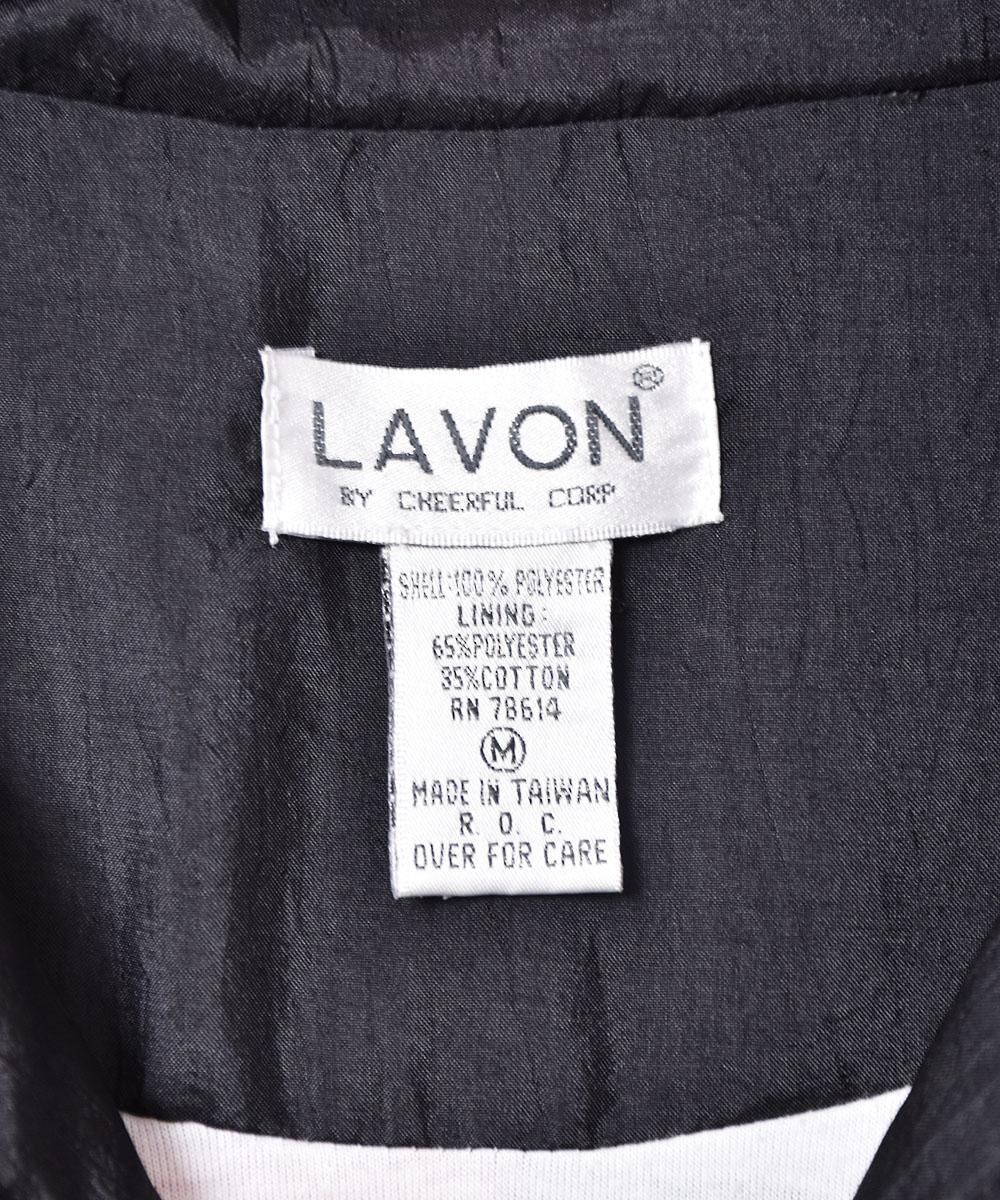 LAVON®
BY CHEERFUL CORP
SHELL:100% POLYESTER
LINING:
65%POLYESTER
35%COTTON
RN 78614
M
MADE IN TAIWAN
R. O. C.
OVER FOR CARE